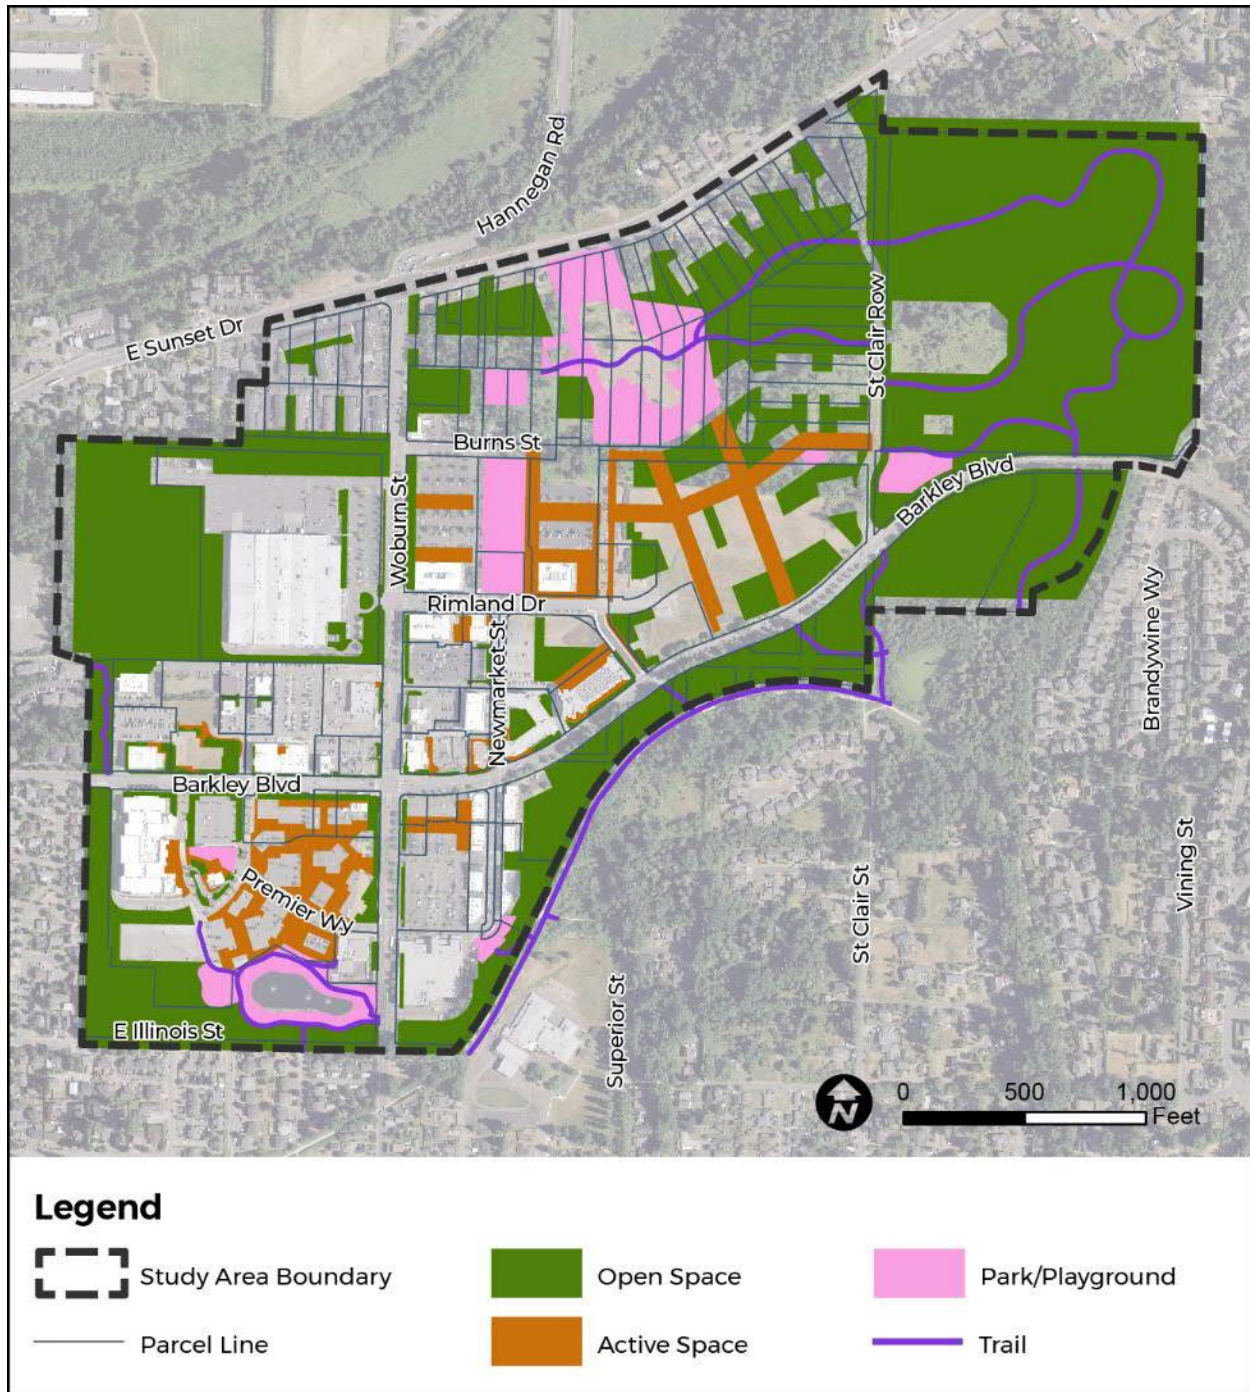 Hannegan Rd
E Sunset Dr
St Clair Row
Burns St
Woburn St
Barkley Blvd
Rimland Dr
Newmarket St
Brandywine Wy
Barkley Blvd
Premier Wy
Vining St
St Clair St
Superior St
E Illinois St
N
0 500 1,000
Feet
Legend
Study Area Boundary
Open Space
Park/Playground
Parcel Line
Active Space
Trail